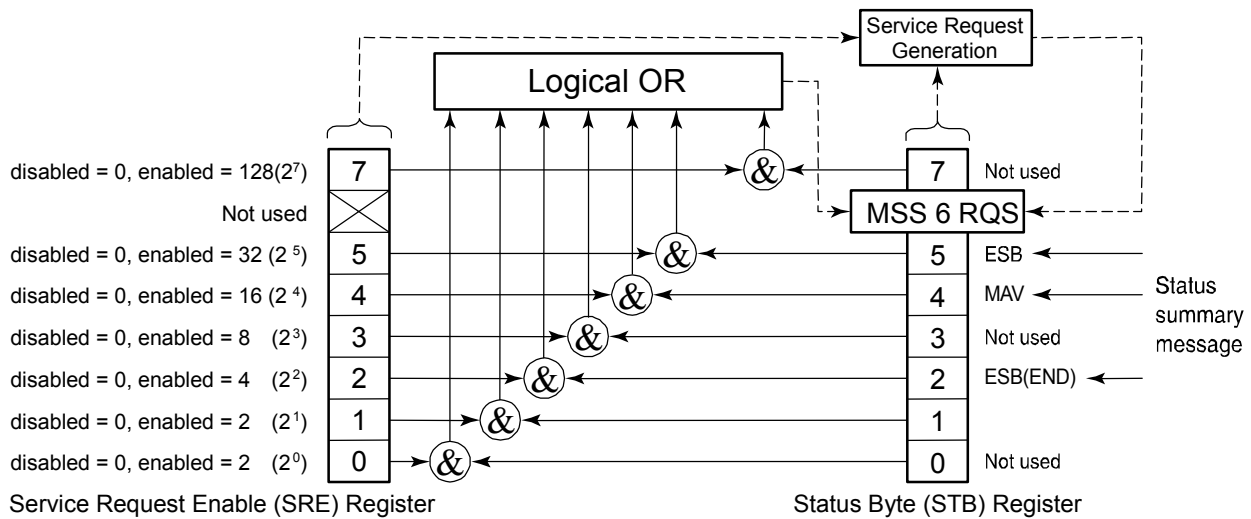 Service Request
Generation
Logical OR
disabled = 0, enabled = 128(2⁷) 7 & 7 Not used
Not used MSS 6 RQS
disabled = 0, enabled = 32 (2⁵) 5 & 5 ESB
disabled = 0, enabled = 16 (2⁴) 4 & 4 MAV
Status
summary
message
disabled = 0, enabled = 8 (2³) 3 & 3 Not used
disabled = 0, enabled = 4 (2²) 2 & 2 ESB(END)
disabled = 0, enabled = 2 (2¹) 1 & 1
disabled = 0, enabled = 2 (2⁰) 0 & 0 Not used
Service Request Enable (SRE) Register
Status Byte (STB) Register